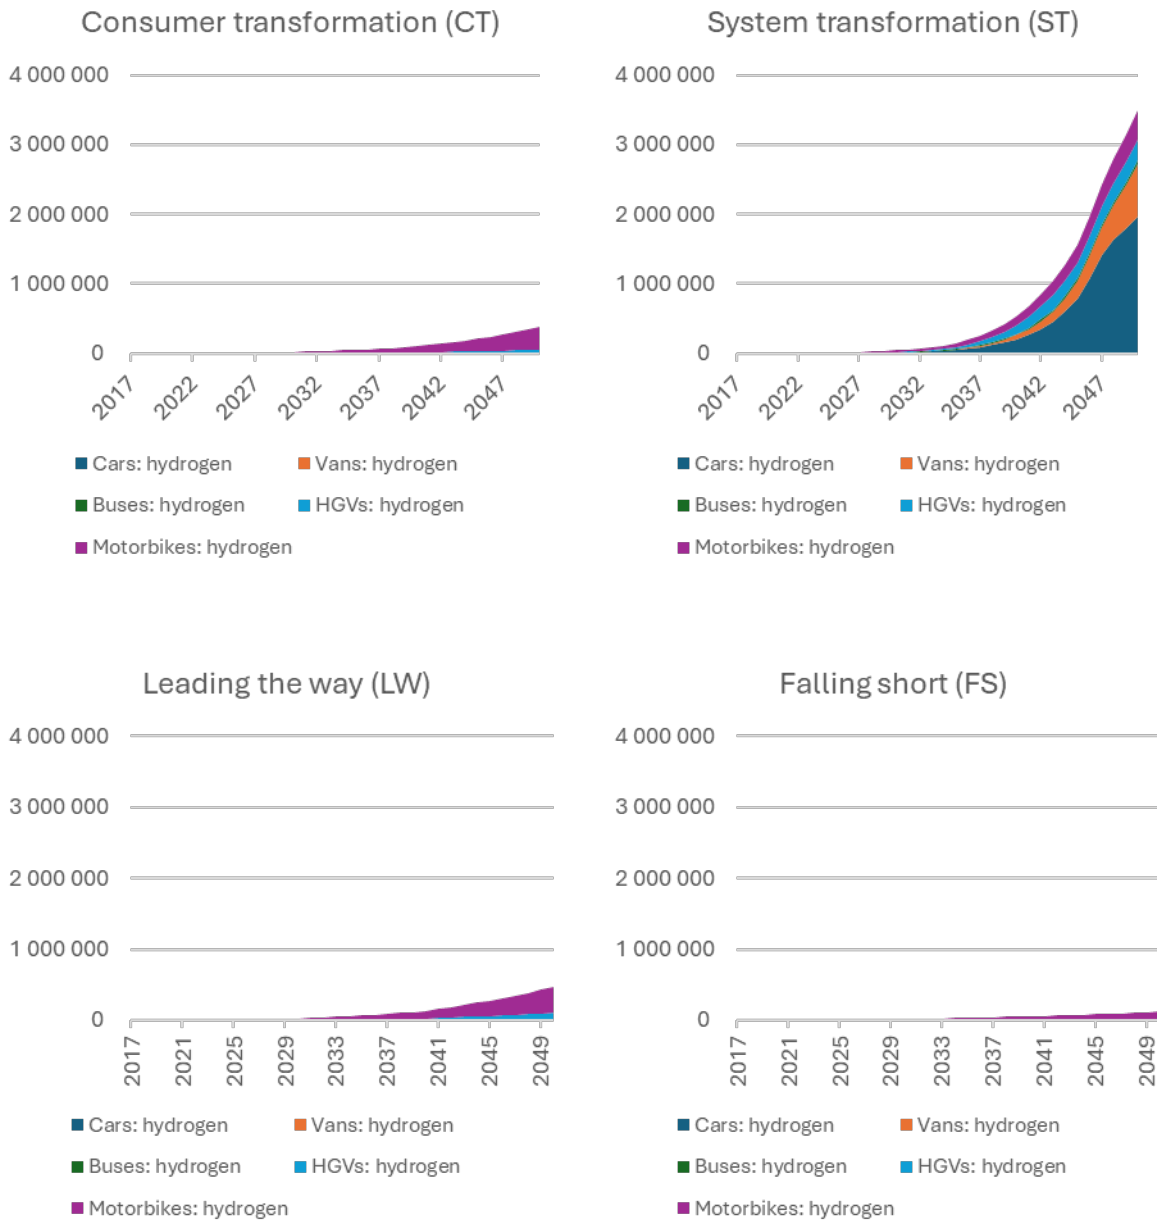 Consumer transformation (CT)
4 000 000
3 000 000
2 000 000
1 000 000
0
2017 2022 2027 2032 2037 2042 2047
Cars: hydrogen Vans: hydrogen
Buses: hydrogen HGVs: hydrogen
Motorbikes: hydrogen
System transformation (ST)
4 000 000
3 000 000
2 000 000
1 000 000
0
2017 2022 2027 2032 2037 2042 2047
Cars: hydrogen Vans: hydrogen
Buses: hydrogen HGVs: hydrogen
Motorbikes: hydrogen
Leading the way (LW)
4 000 000
3 000 000
2 000 000
1 000 000
0
2017 2021 2025 2029 2033 2037 2041 2045 2049
Cars: hydrogen Vans: hydrogen
Buses: hydrogen HGVs: hydrogen
Motorbikes: hydrogen
Falling short (FS)
4 000 000
3 000 000
2 000 000
1 000 000
0
2017 2021 2025 2029 2033 2037 2041 2045 2049
Cars: hydrogen Vans: hydrogen
Buses: hydrogen HGVs: hydrogen
Motorbikes: hydrogen